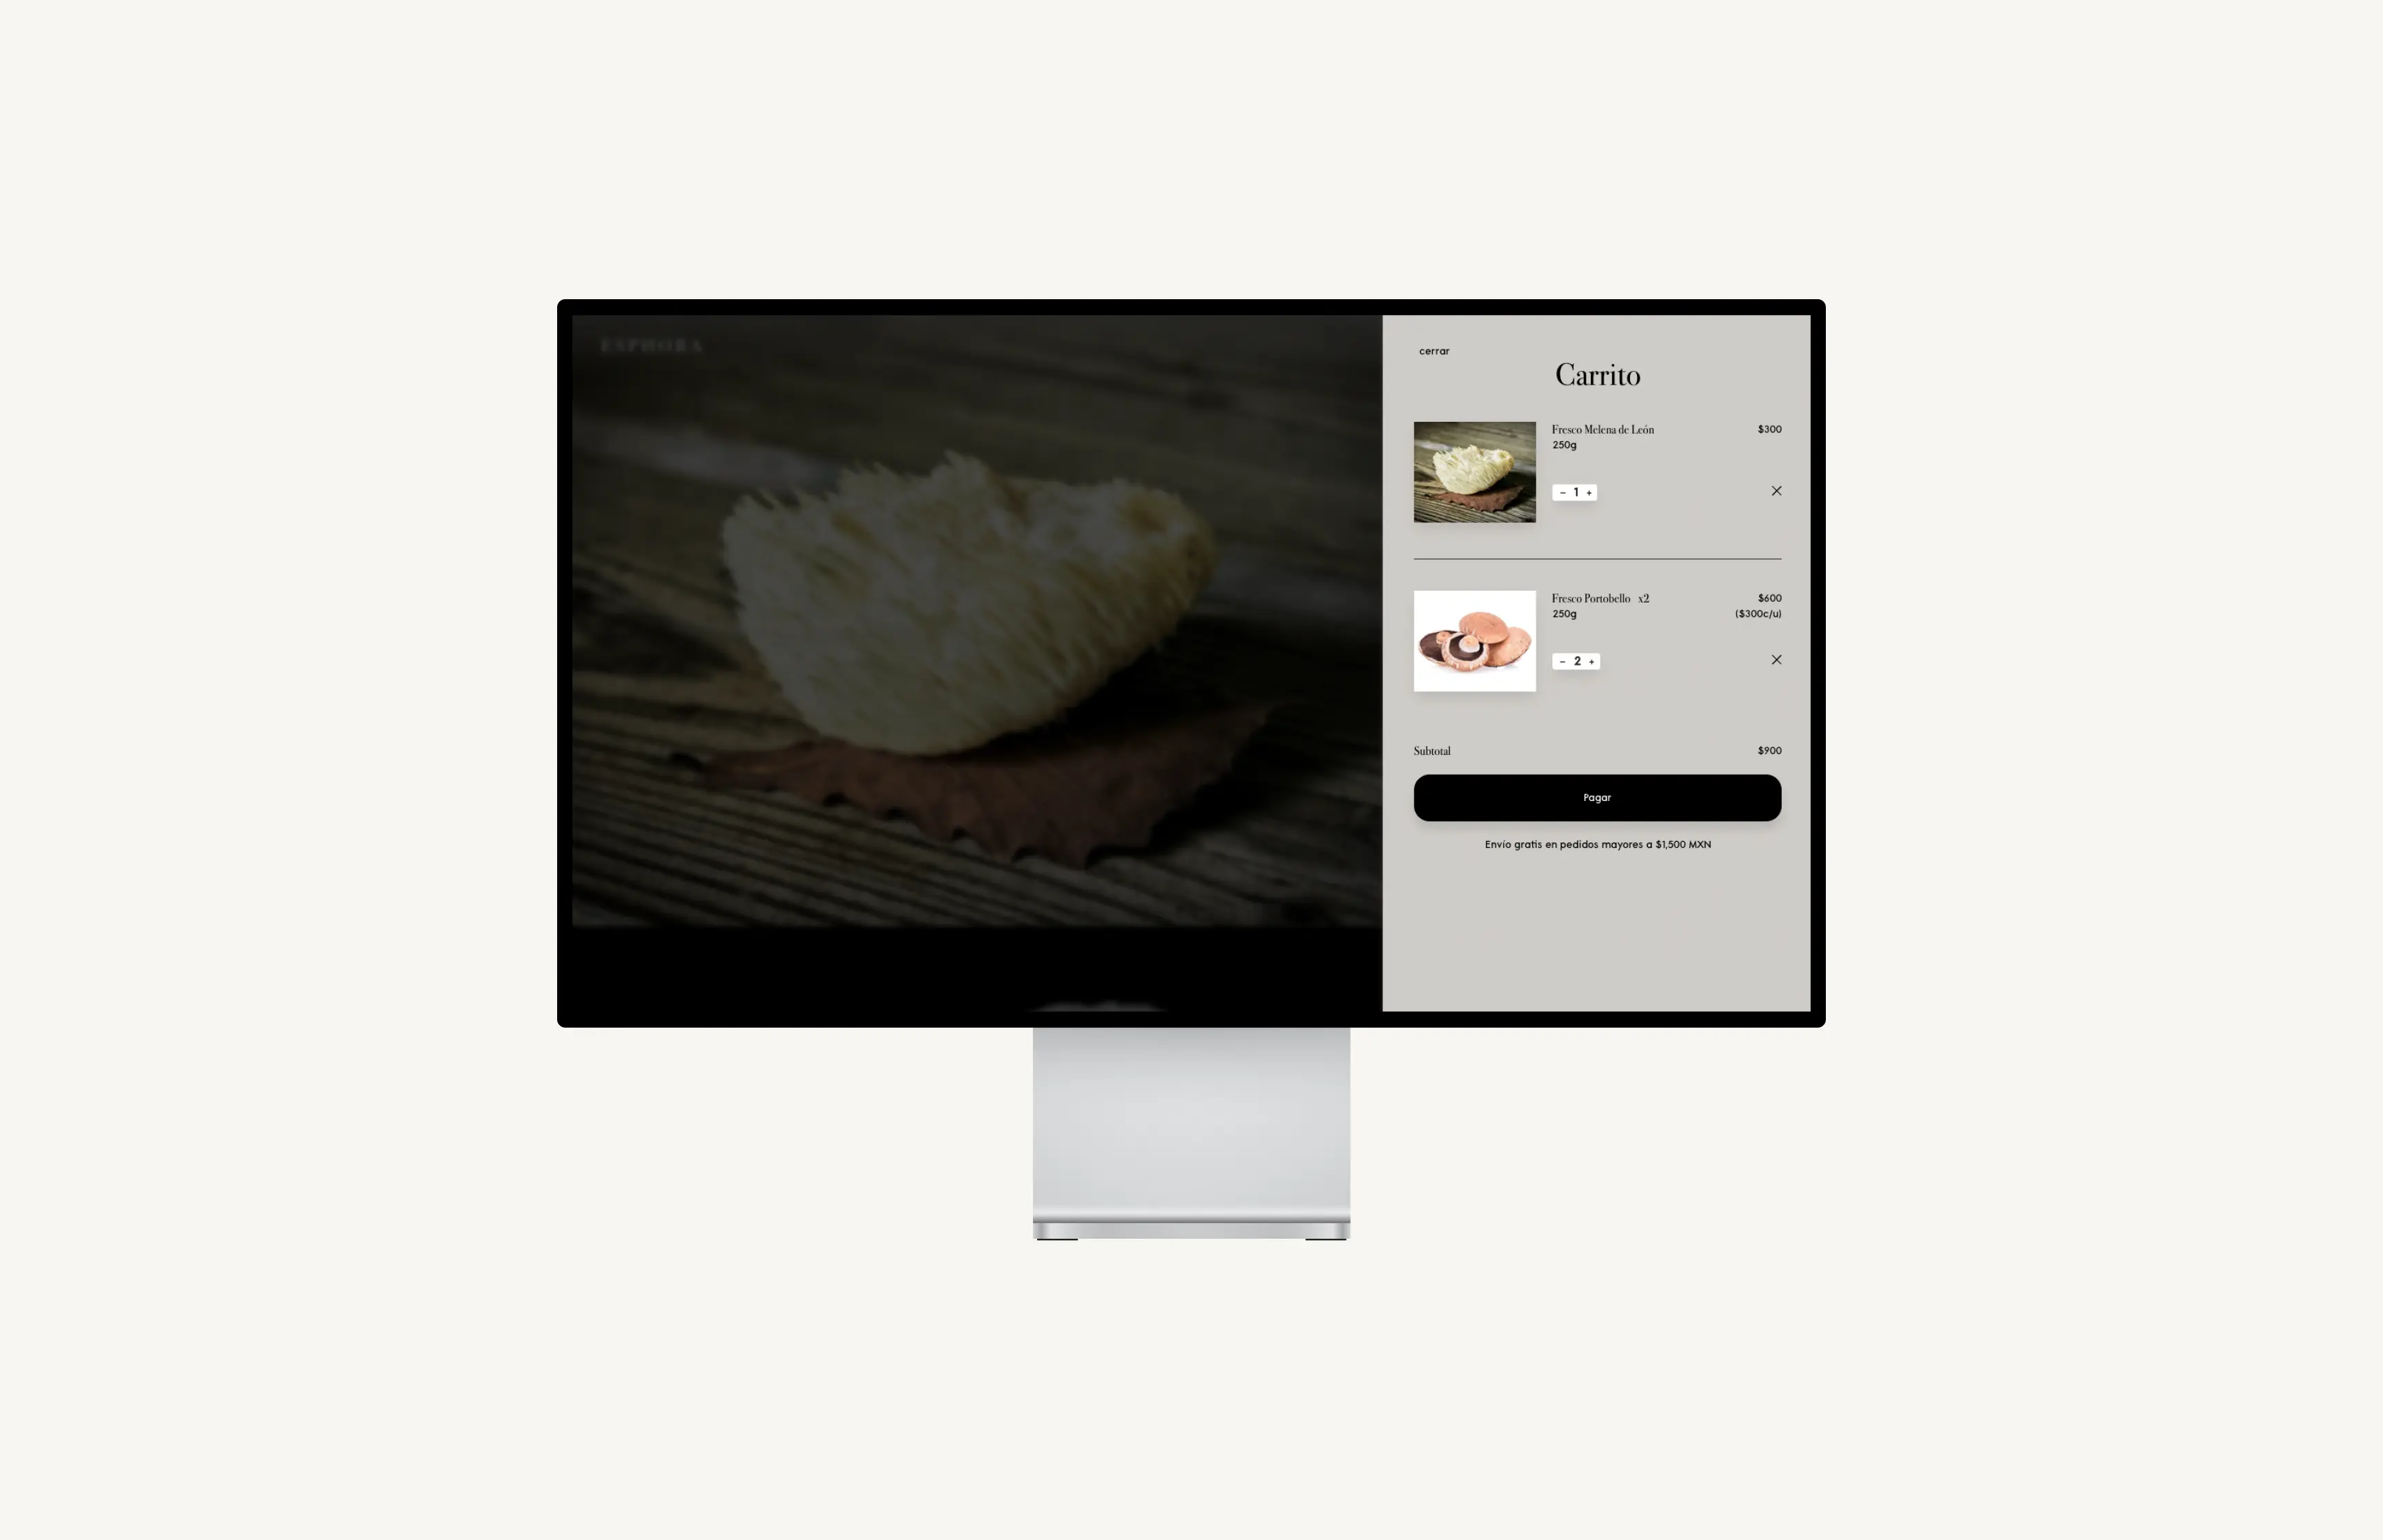 ESPHORA
cerrar
Carrito
Fresco Melena de León
$300
250g
– 1 +
Fresco Portobello x2
$600
250g
($300c/u)
– 2 +
Subtotal
$900
Pagar
Envío gratis en pedidos mayores a $1,500 MXN